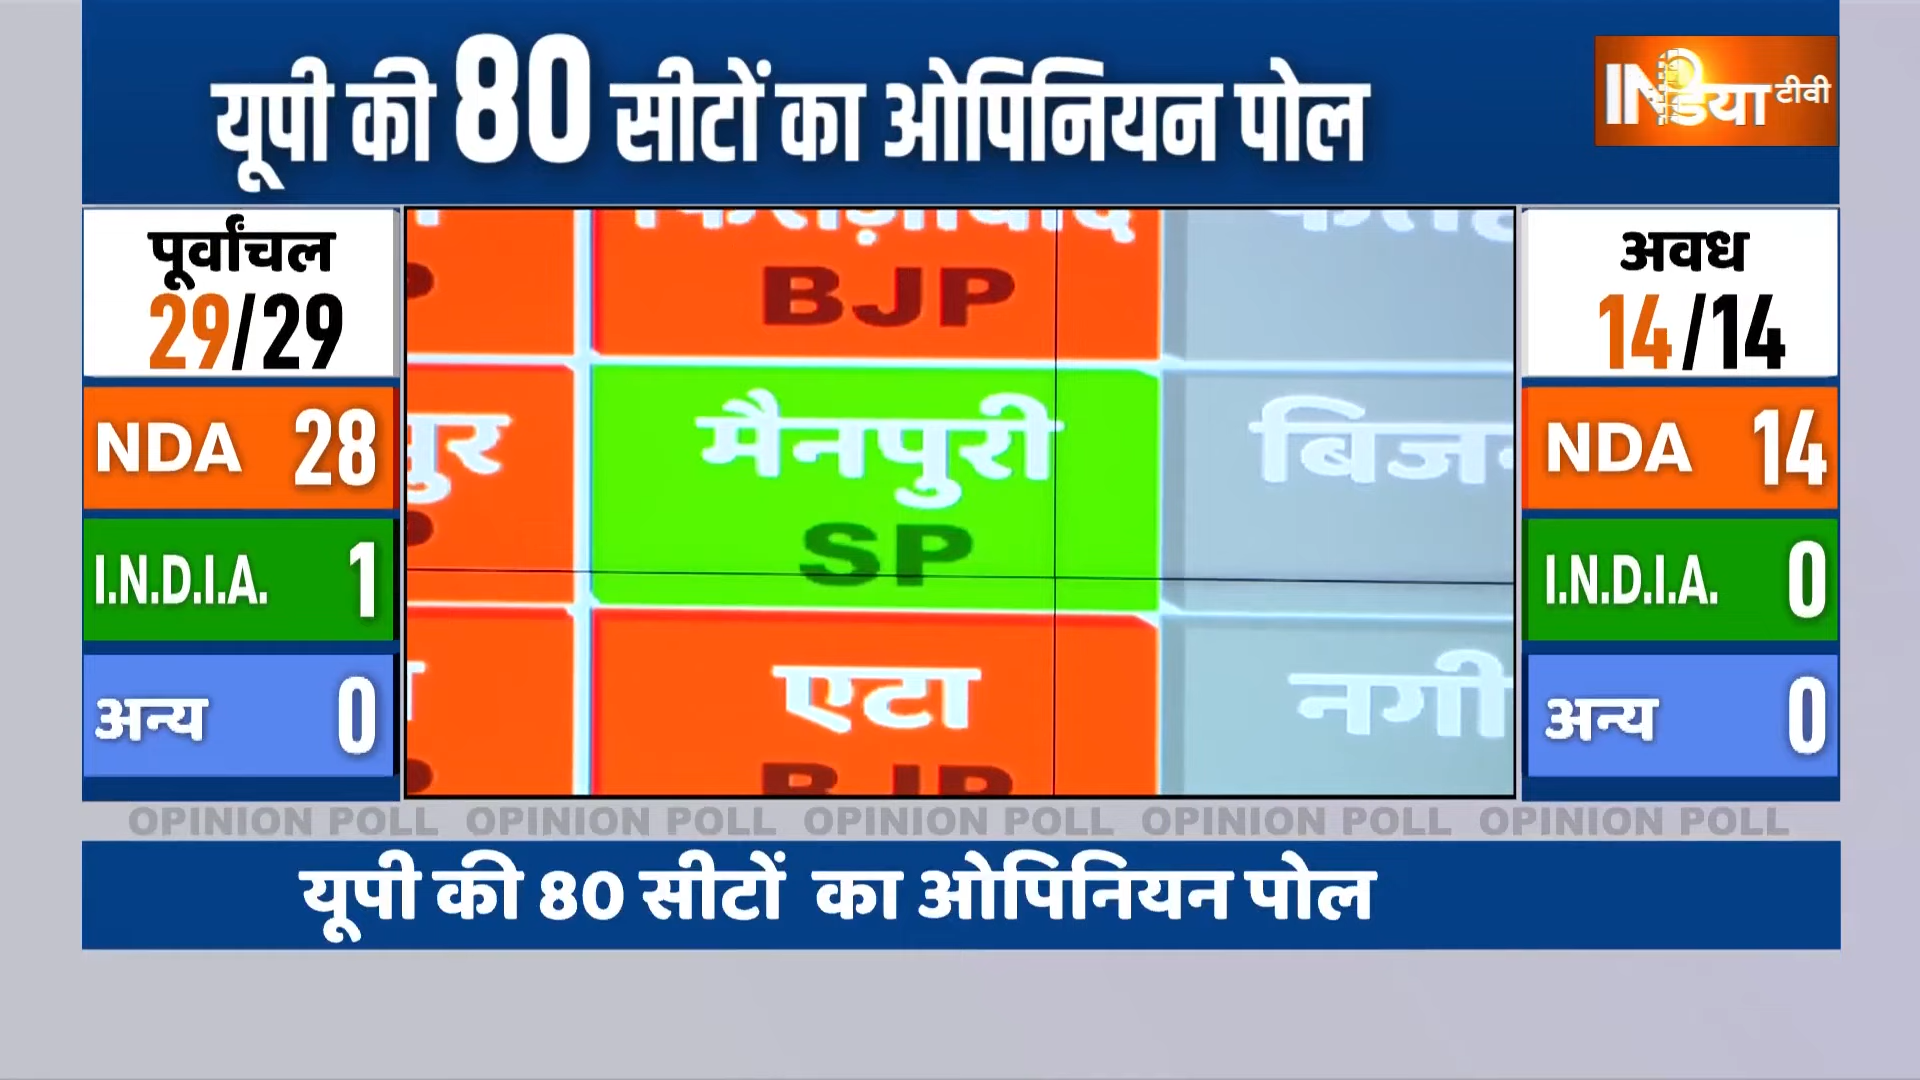 यूपी की 80 सीटों का ओपिनियन पोल
INडिया टीवी
पूर्वांचल
29/29
NDA 28
I.N.D.I.A. 1
अन्य 0
BJP
मैनपुरी
SP
एटा
BJP
अवध
14/14
NDA 14
I.N.D.I.A. 0
अन्य 0
OPINION POLL OPINION POLL OPINION POLL OPINION POLL OPINION POLL
यूपी की 80 सीटों का ओपिनियन पोल